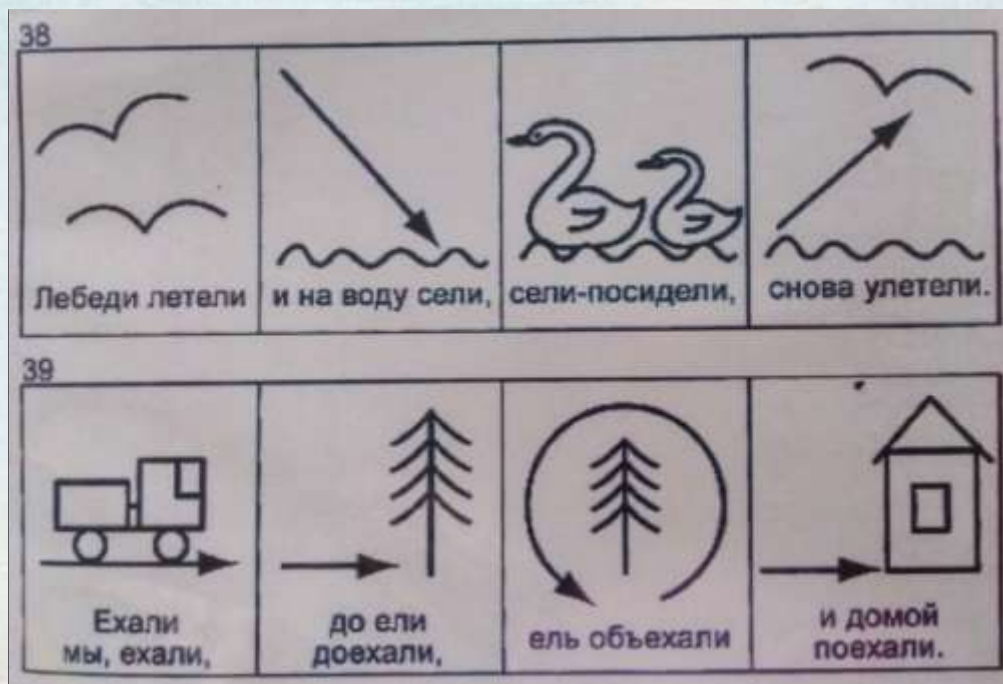 38
Лебеди летели
и на воду сели,
сели-посидели,
снова улетели.
39
Ехали
мы, ехали,
до ели
доехали,
ель объехали
и домой
поехали.